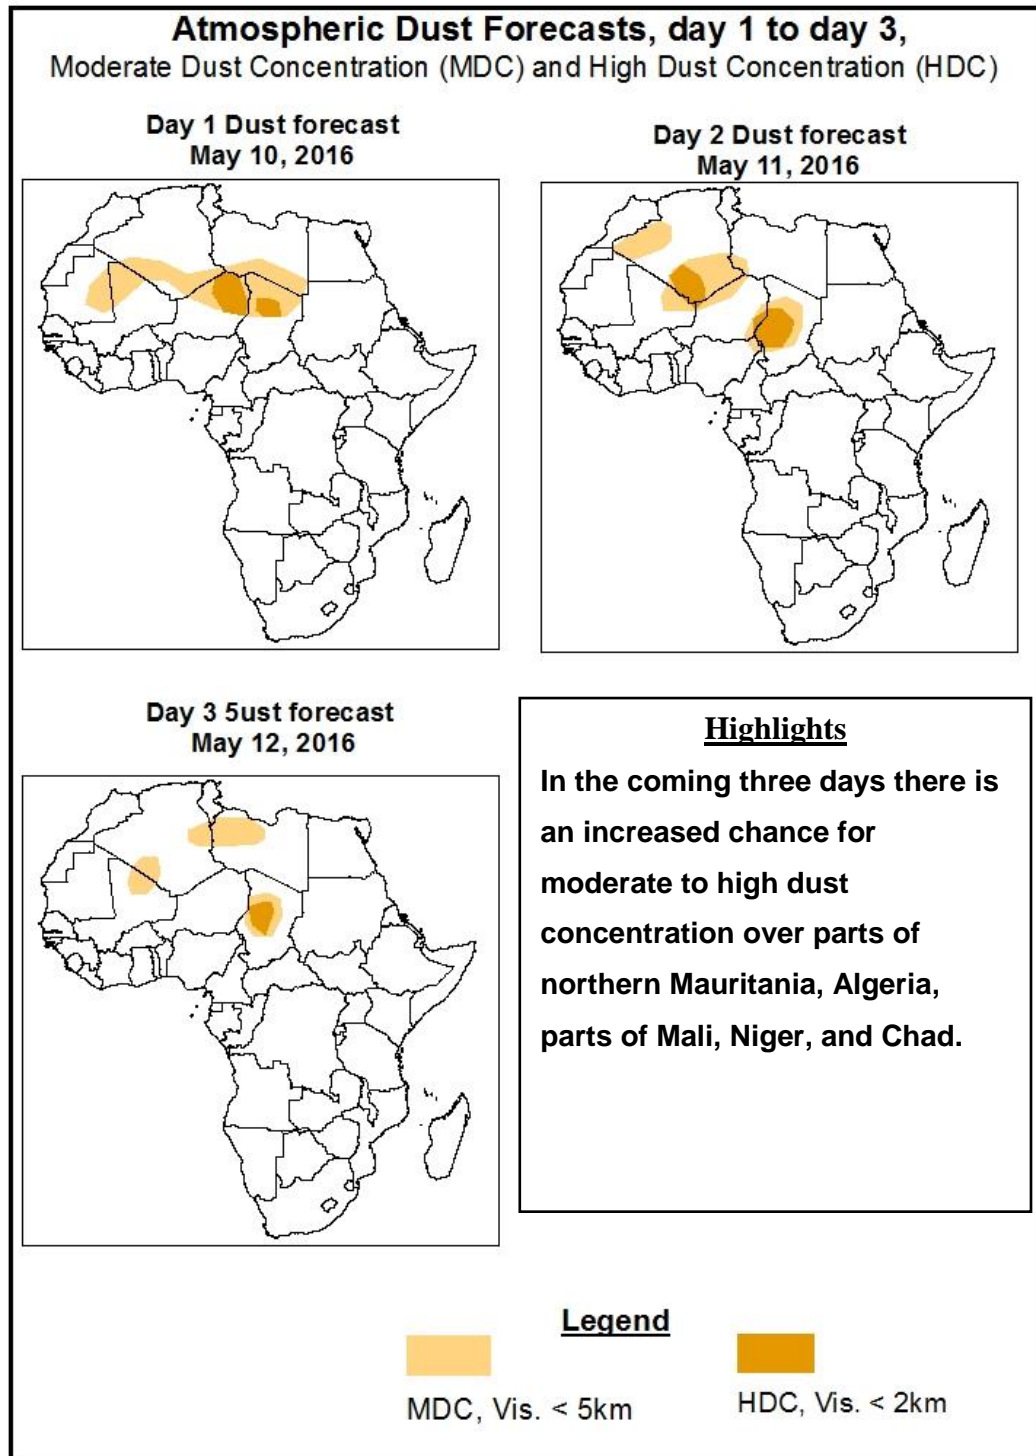 Atmospheric Dust Forecasts, day 1 to day 3,
Moderate Dust Concentration (MDC) and High Dust Concentration (HDC)
Day 1 Dust forecast
May 10, 2016
Day 2 Dust forecast
May 11, 2016
Day 3 5ust forecast
May 12, 2016
Highlights
In the coming three days there is
an increased chance for
moderate to high dust
concentration over parts of
northern Mauritania, Algeria,
parts of Mali, Niger, and Chad.
Legend
MDC, Vis. < 5km
HDC, Vis. < 2km